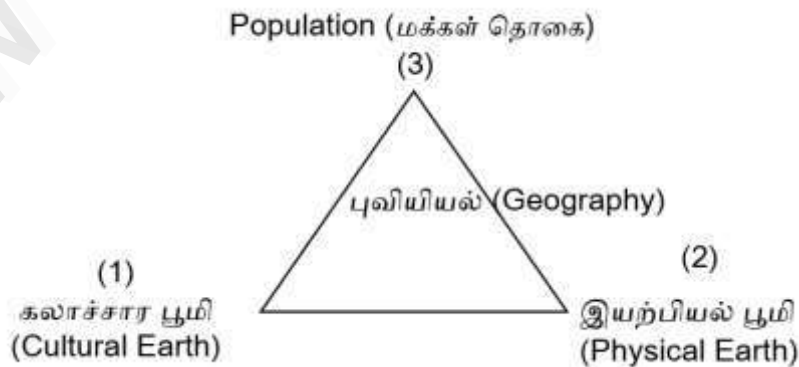 Population (மக்கள் தொகை)
(3)
புவியியல் (Geography)
(1)
கலாச்சார பூமி
(Cultural Earth)
(2)
இயற்பியல் பூமி
(Physical Earth)